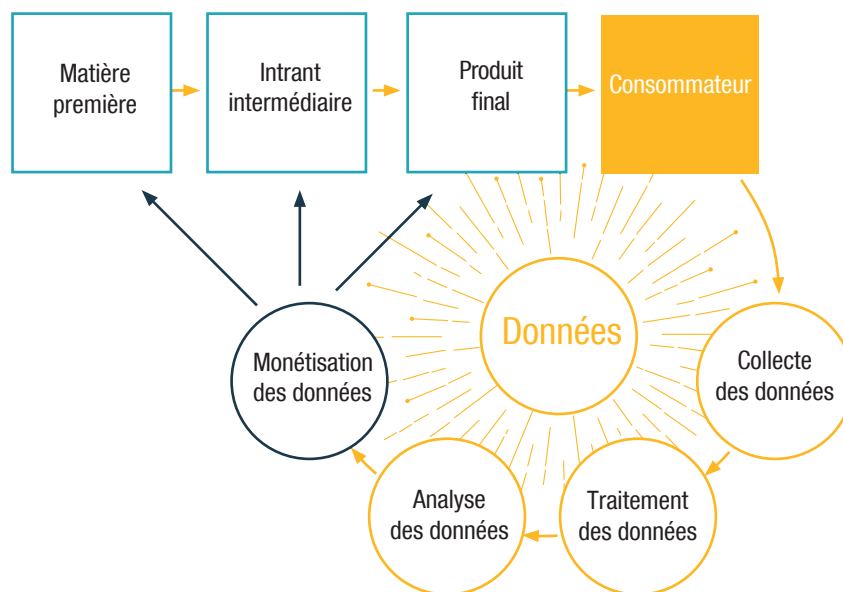 Matière
première
Intrant
intermédiaire
Produit
final
Consommateur
Données
Collecte
des données
Traitement
des données
Analyse
des données
Monétisation
des données